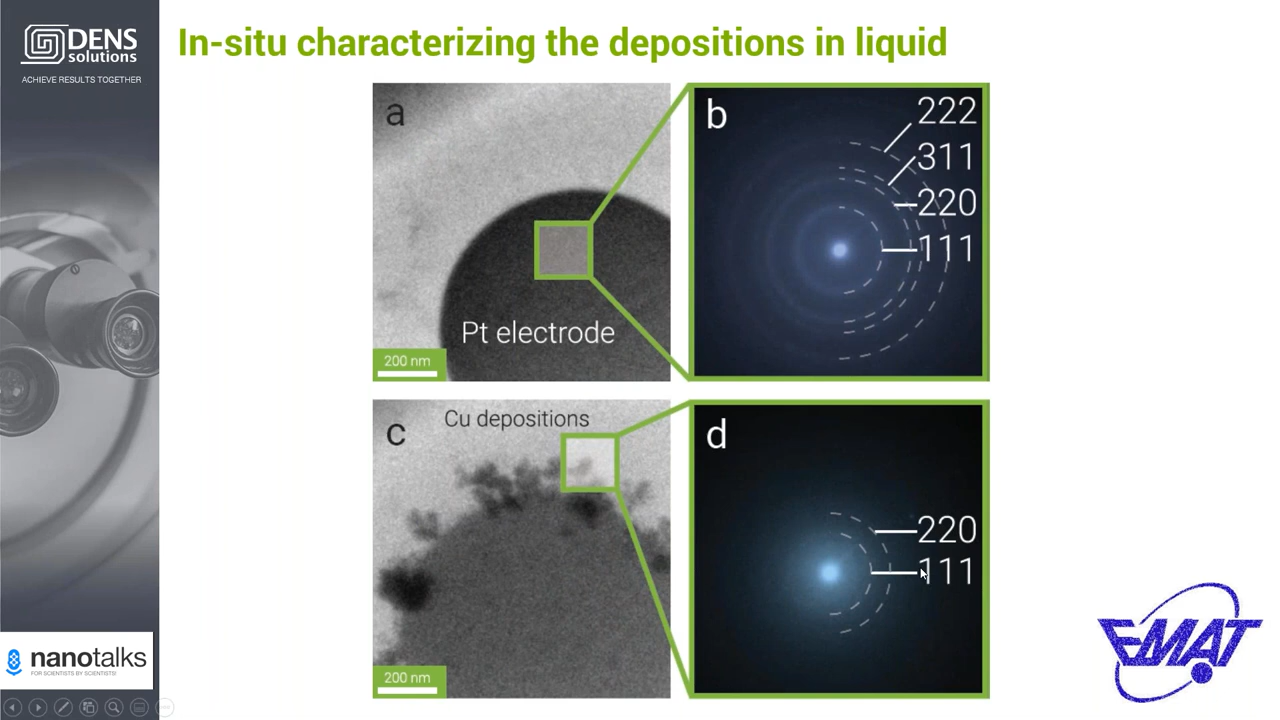 DENS
solutions
ACHIEVE RESULTS TOGETHER
In-situ characterizing the depositions in liquid
a
Pt electrode
200 nm
b
222
311
220
111
c
Cu depositions
200 nm
d
220
111
nanotalks
FOR SCIENTISTS BY SCIENTISTS!
EMAT